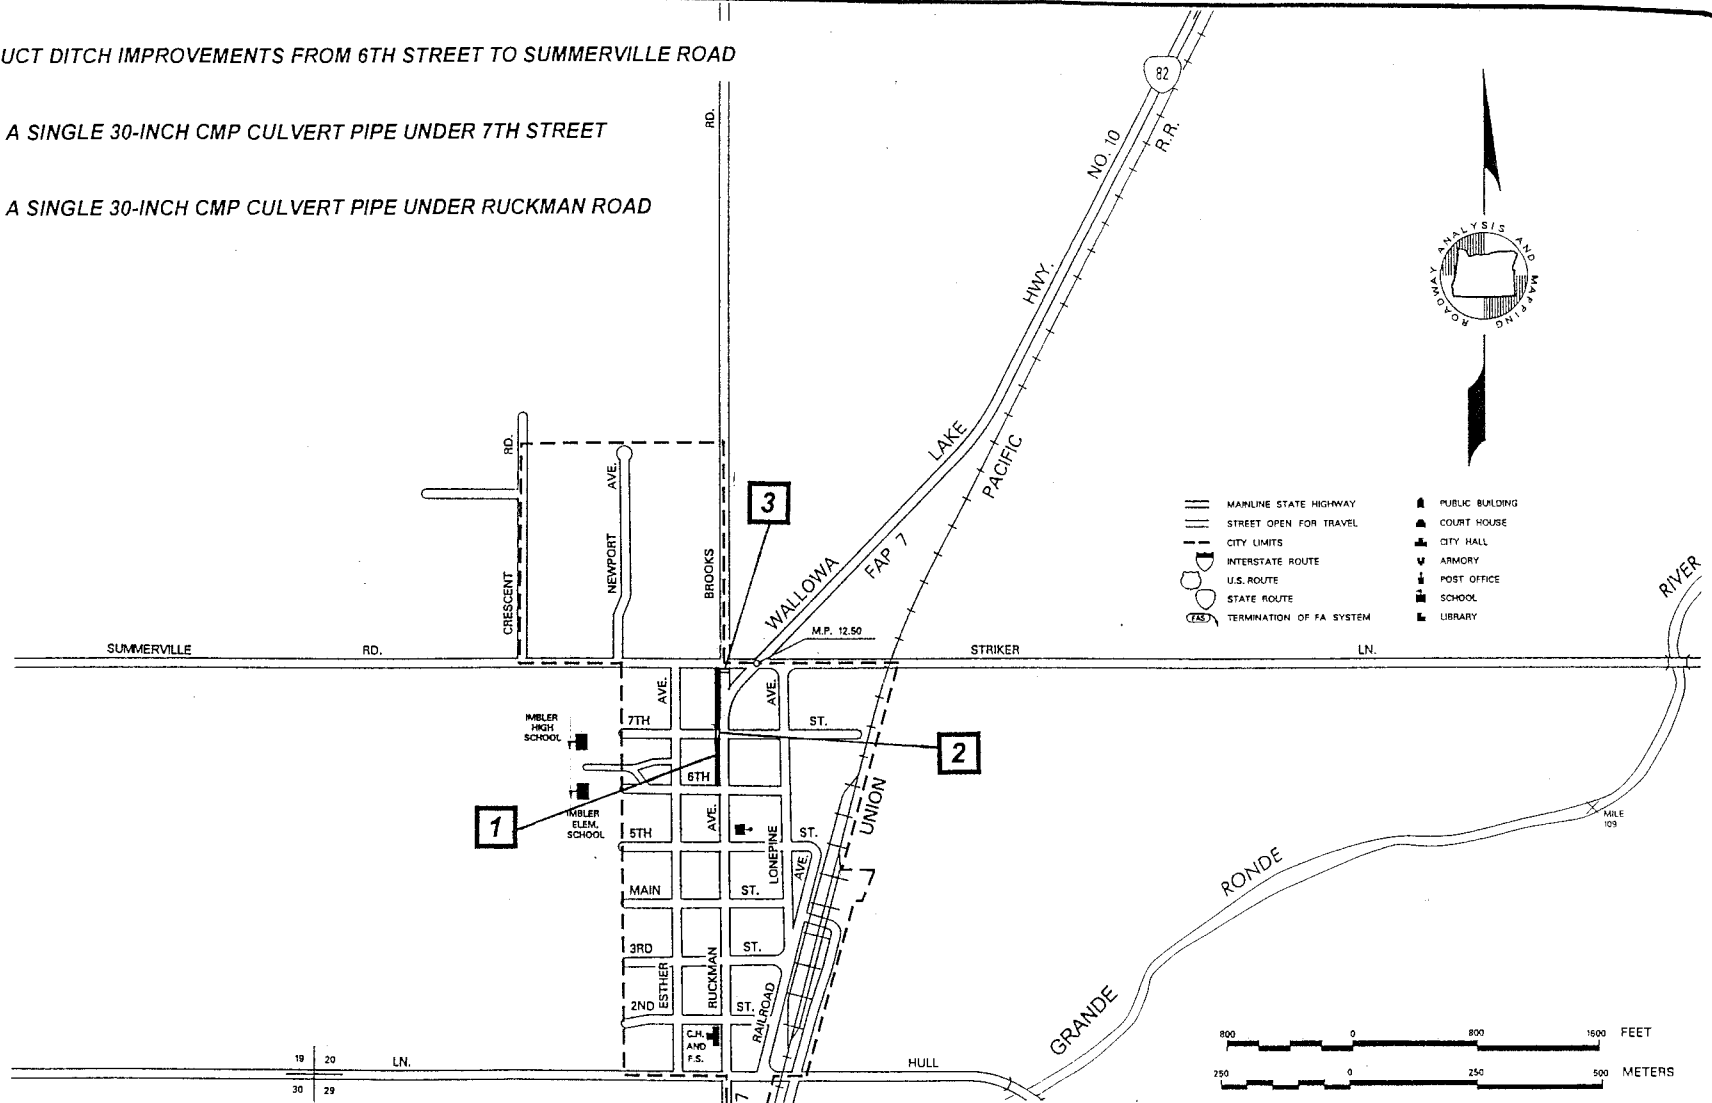 UCT DITCH IMPROVEMENTS FROM 6TH STREET TO SUMMERVILLE ROAD
A SINGLE 30-INCH CMP CULVERT PIPE UNDER 7TH STREET
A SINGLE 30-INCH CMP CULVERT PIPE UNDER RUCKMAN ROAD
RD.
82
NO. 10
R.R.
HWY.
LAKE
PACIFIC
WALLOWA
FAP 7
M.P. 12.50
ROADWAY ANALYSIS AND MAPPING
MAINLINE STATE HIGHWAY
STREET OPEN FOR TRAVEL
CITY LIMITS
INTERSTATE ROUTE
U.S. ROUTE
STATE ROUTE
FAS TERMINATION OF FA SYSTEM
PUBLIC BUILDING
COURT HOUSE
CITY HALL
ARMORY
POST OFFICE
SCHOOL
LIBRARY
RD.
CRESCENT
AVE.
NEWPORT
BROOKS
3
SUMMERVILLE RD.
STRIKER LN.
RIVER
AVE.
AVE.
IMBLER
HIGH
SCHOOL
7TH ST.
2
6TH
1
IMBLER
ELEM.
SCHOOL
AVE.
5TH ST.
LONEPINE
AVE.
UNION
MILE
109
MAIN ST.
RONDE
3RD ST.
ESTHER
RUCKMAN
2ND ST.
RAILROAD
C.H.
AND
F.S.
GRANDE
19 20
30 29
LN.
HULL
7
800 0 800 1600 FEET
250 0 250 500 METERS